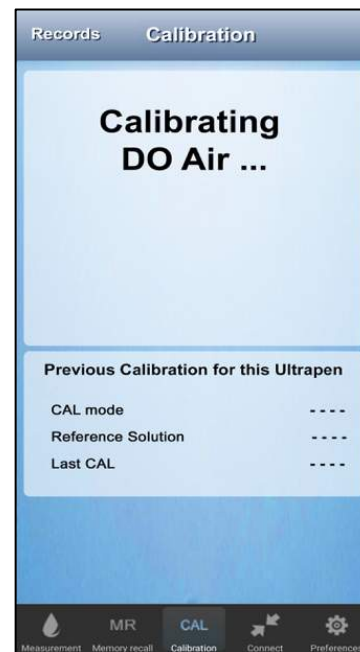 Records Calibration
Calibrating
DO Air ...
Previous Calibration for this Ultrapen
CAL mode ----
Reference Solution ----
Last CAL ----
MR CAL
Measurement Memory recall Calibration Connect Preferences